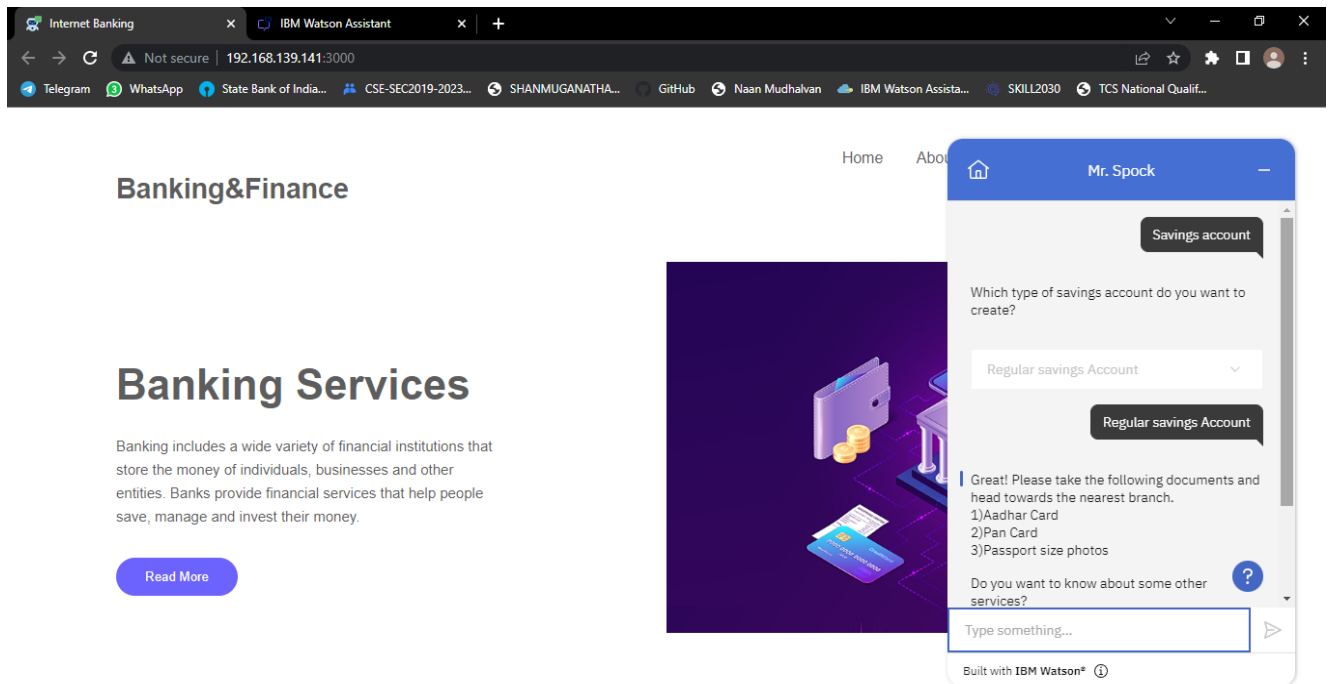 Internet Banking
IBM Watson Assistant
Not secure | 192.168.139.141:3000
Telegram
WhatsApp
State Bank of India...
CSE-SEC2019-2023...
SHANMUGANATHA...
GitHub
Naan Mudhalvan
IBM Watson Assista...
SKILL2030
TCS National Qualif...
Banking&Finance
Home
Abou
Banking Services
Banking includes a wide variety of financial institutions that
store the money of individuals, businesses and other
entities. Banks provide financial services that help people
save, manage and invest their money.
Read More
Mr. Spock
Savings account
Which type of savings account do you want to
create?
Regular savings Account
Regular savings Account
Great! Please take the following documents and
head towards the nearest branch.
1)Aadhar Card
2)Pan Card
3)Passport size photos
Do you want to know about some other
services?
?
Type something...
Built with IBM Watson®